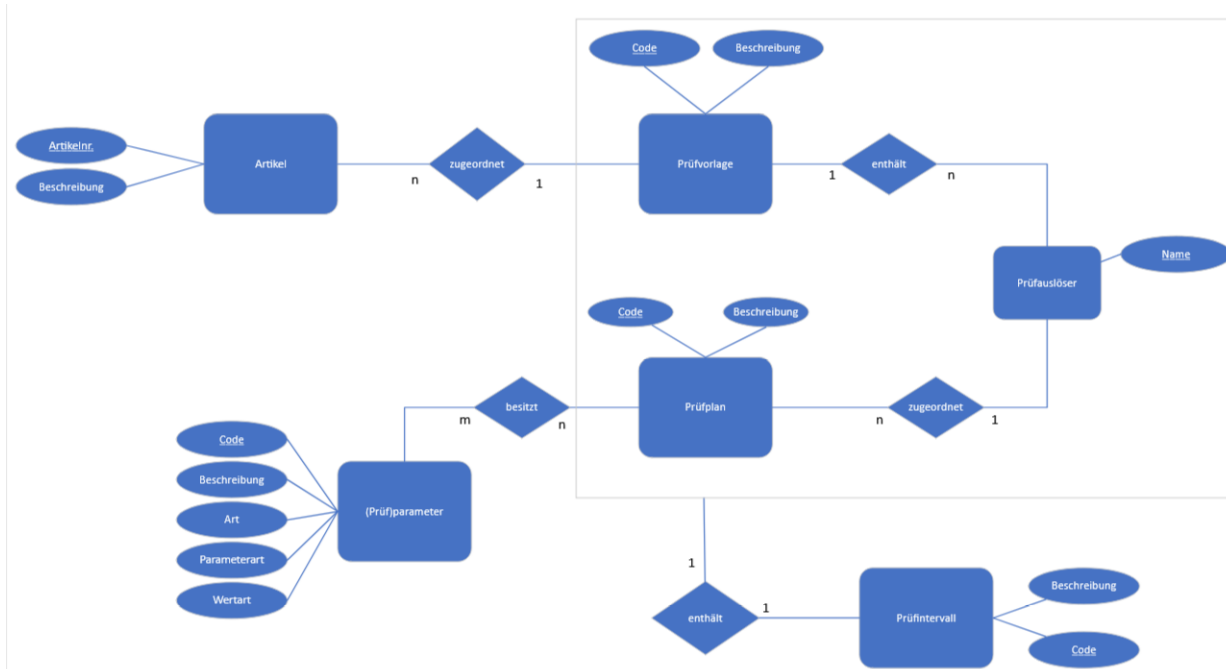 Code
Beschreibung
Artikelnr.
Beschreibung
Artikel
zugeordnet
n
1
Prüfvorlage
enthält
1
n
Name
Prüfauslöser
Code
Beschreibung
Prüfplan
besitzt
m
n
zugeordnet
n
1
Code
Beschreibung
Art
Parameterart
Wertart
(Prüf)parameter
1
enthält
1
Prüfintervall
Beschreibung
Code